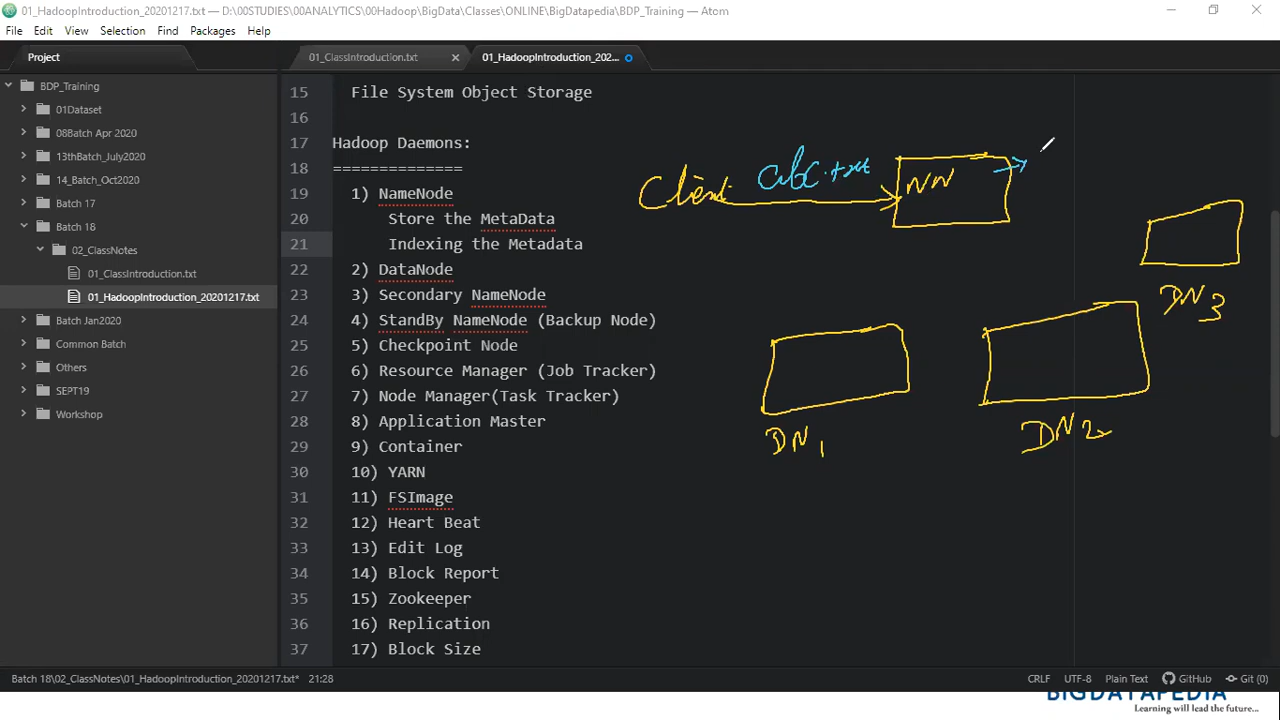 01_HadoopIntroduction_20201217.txt — D:\00STUDIES\00ANALYTICS\00Hadoop\BigData\Classes\ONLINE\BigDatapedia\BDP_Training — Atom
File Edit View Selection Find Packages Help
Project
01_ClassIntroduction.txt
01_HadoopIntroduction_202...
BDP_Training
01Dataset
08Batch Apr 2020
13thBatch_July2020
14_Batch_Oct2020
Batch 17
Batch 18
02_ClassNotes
01_ClassIntroduction.txt
01_HadoopIntroduction_20201217.txt
Batch Jan2020
Common Batch
Others
SEPT19
Workshop
15 File System Object Storage
16
17 Hadoop Daemons:
18 ==============
19 1) NameNode
20 Store the MetaData
21 Indexing the Metadata
22 2) DataNode
23 3) Secondary NameNode
24 4) StandBy NameNode (Backup Node)
25 5) Checkpoint Node
26 6) Resource Manager (Job Tracker)
27 7) Node Manager(Task Tracker)
28 8) Application Master
29 9) Container
30 10) YARN
31 11) FSImage
32 12) Heart Beat
33 13) Edit Log
34 14) Block Report
35 15) Zookeeper
36 16) Replication
37 17) Block Size
Client abc.txt NN
DN3
DN1
DN2
Batch 18\02_ClassNotes\01_HadoopIntroduction_20201217.txt* 21:28
CRLF UTF-8 Plain Text GitHub Git (0)
BIGDATAPEDIA
Learning will lead the future...